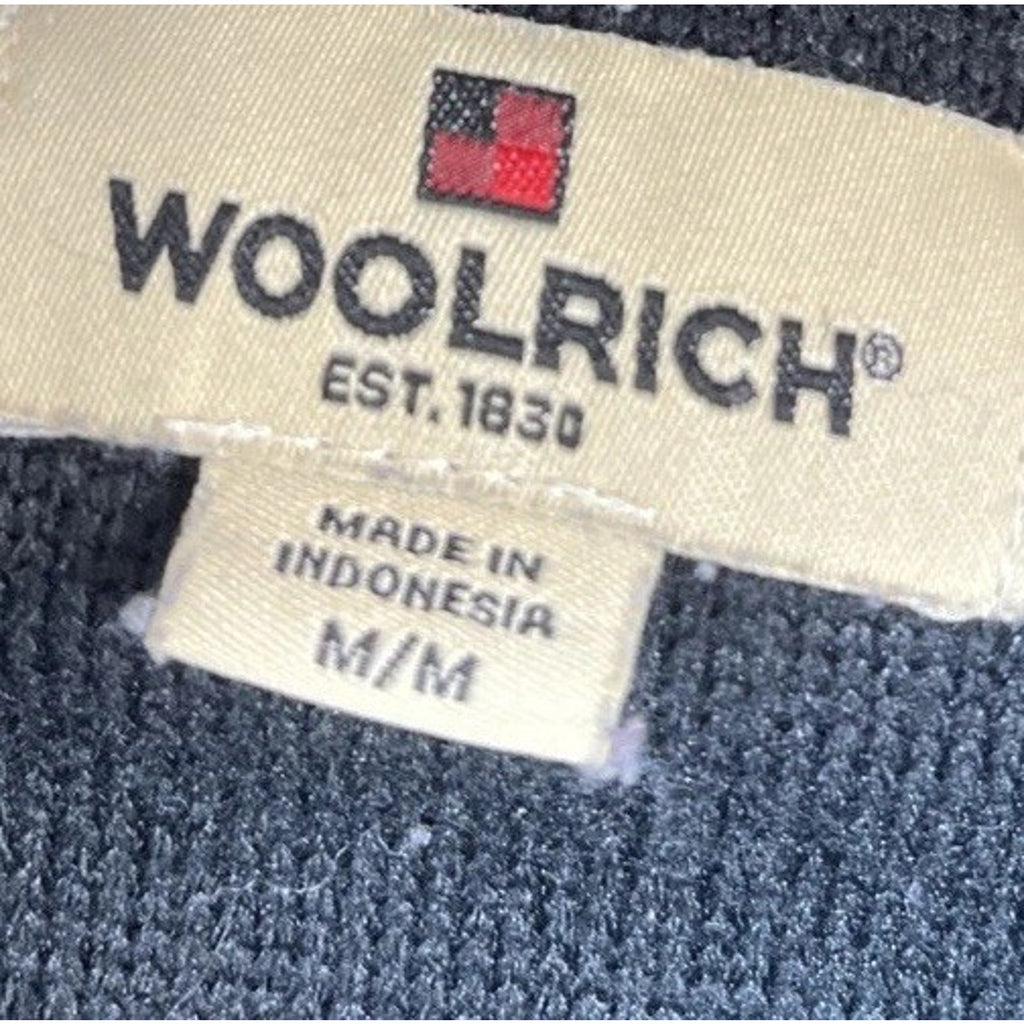 WOOLRICH®
EST. 1830
MADE IN
INDONESIA
M/M